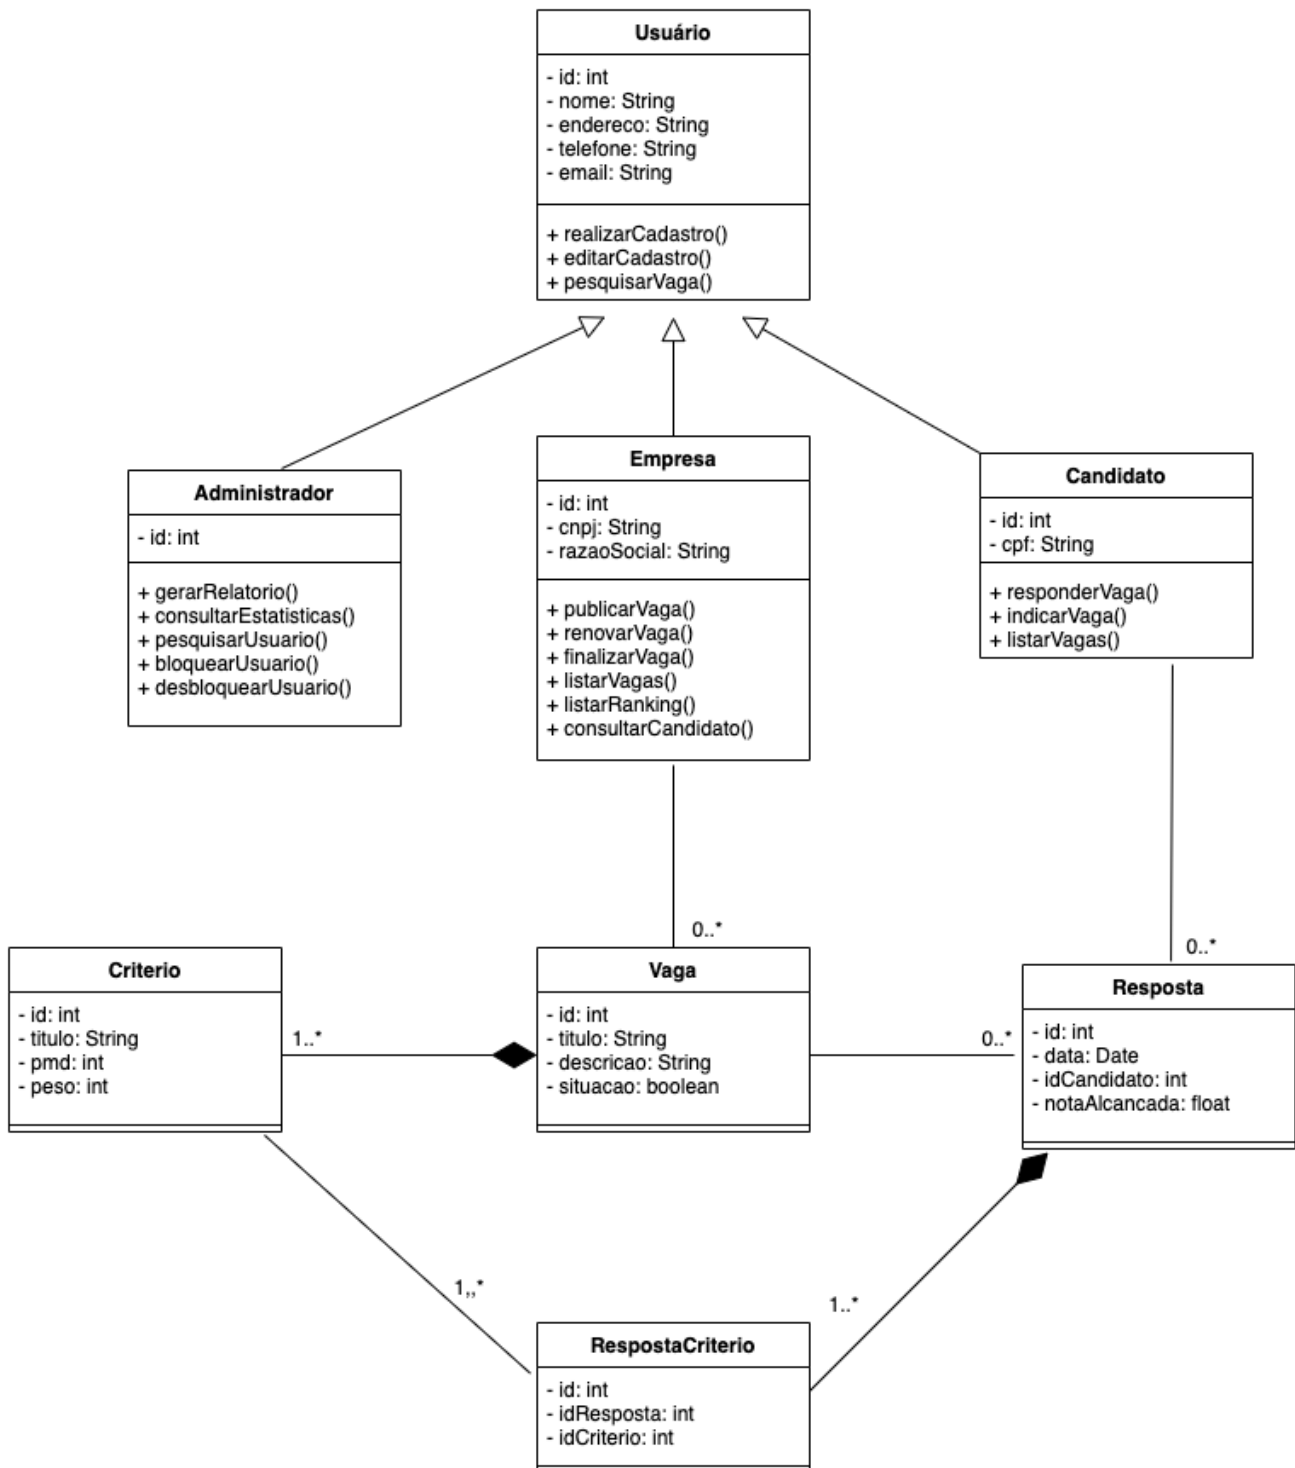 Usuário
- id: int
- nome: String
- endereco: String
- telefone: String
- email: String
+ realizarCadastro()
+ editarCadastro()
+ pesquisarVaga()
Administrador
- id: int
+ gerarRelatorio()
+ consultarEstatisticas()
+ pesquisarUsuario()
+ bloquearUsuario()
+ desbloquearUsuario()
Empresa
- id: int
- cnpj: String
- razaoSocial: String
+ publicarVaga()
+ renovarVaga()
+ finalizarVaga()
+ listarVagas()
+ listarRanking()
+ consultarCandidato()
Candidato
- id: int
- cpf: String
+ responderVaga()
+ indicarVaga()
+ listarVagas()
0..*
0..*
Criterio
- id: int
- titulo: String
- pmd: int
- peso: int
1..*
Vaga
- id: int
- titulo: String
- descricao: String
- situacao: boolean
0..*
Resposta
- id: int
- data: Date
- idCandidato: int
- notaAlcancada: float
1,,*
1..*
RespostaCriterio
- id: int
- idResposta: int
- idCriterio: int